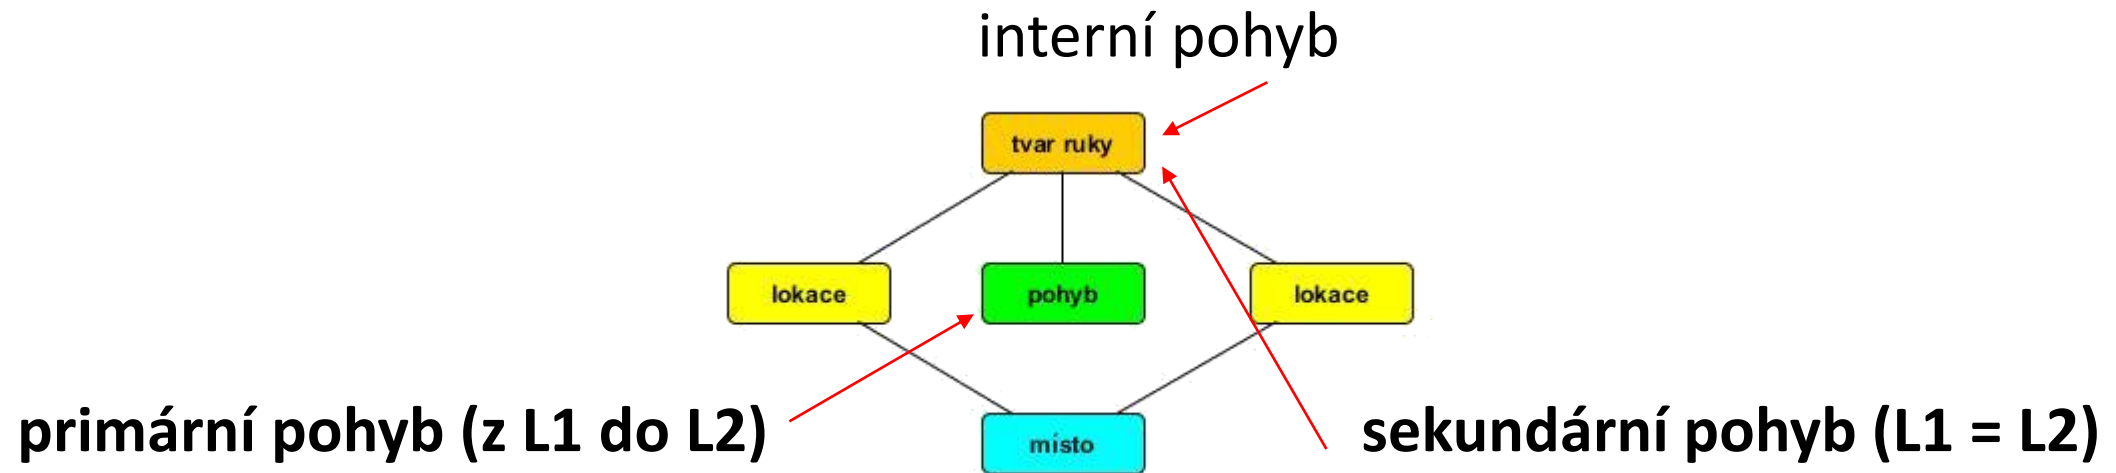 interní pohyb
tvar ruky
lokace
pohyb
lokace
primární pohyb (z L1 do L2)
místo
sekundární pohyb (L1 = L2)